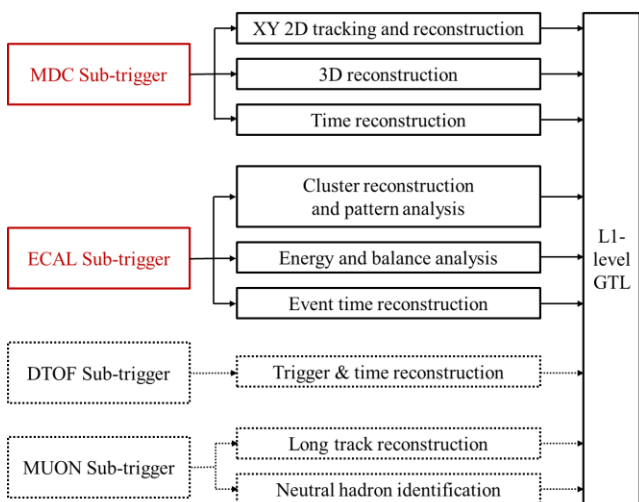 MDC Sub-trigger
XY 2D tracking and reconstruction
3D reconstruction
Time reconstruction
ECAL Sub-trigger
Cluster reconstruction
and pattern analysis
Energy and balance analysis
Event time reconstruction
DTOF Sub-trigger
Trigger & time reconstruction
MUON Sub-trigger
Long track reconstruction
Neutral hadron identification
L1-
level
GTL